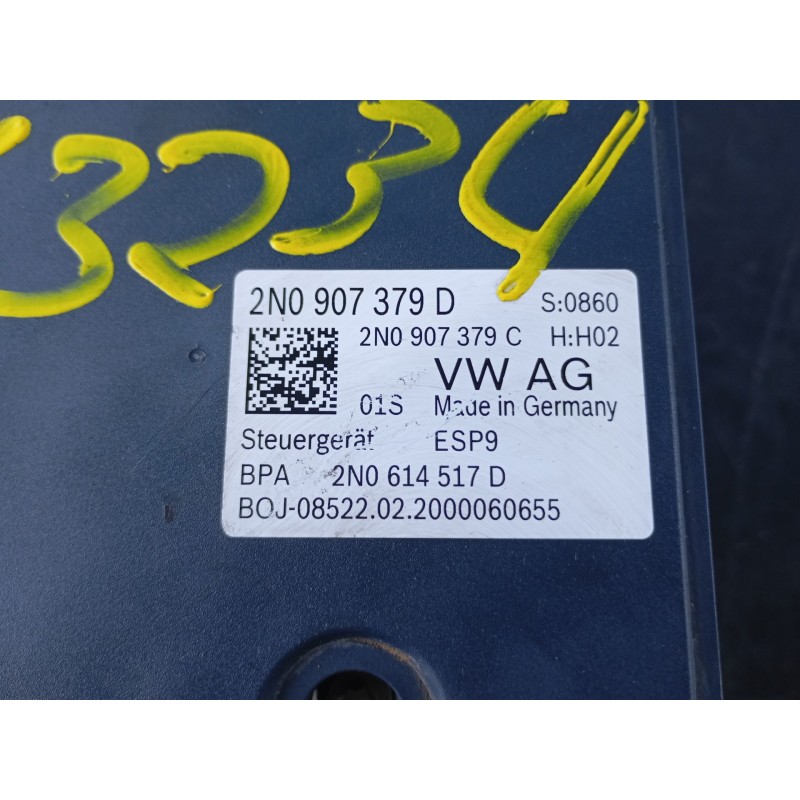 3234
2N0 907 379 D S:0860
2N0 907 379 C H:H02
VW AG
01S Made in Germany
Steuergerät ESP9
BPA 2N0 614 517 D
BOJ-08522.02.2000060655